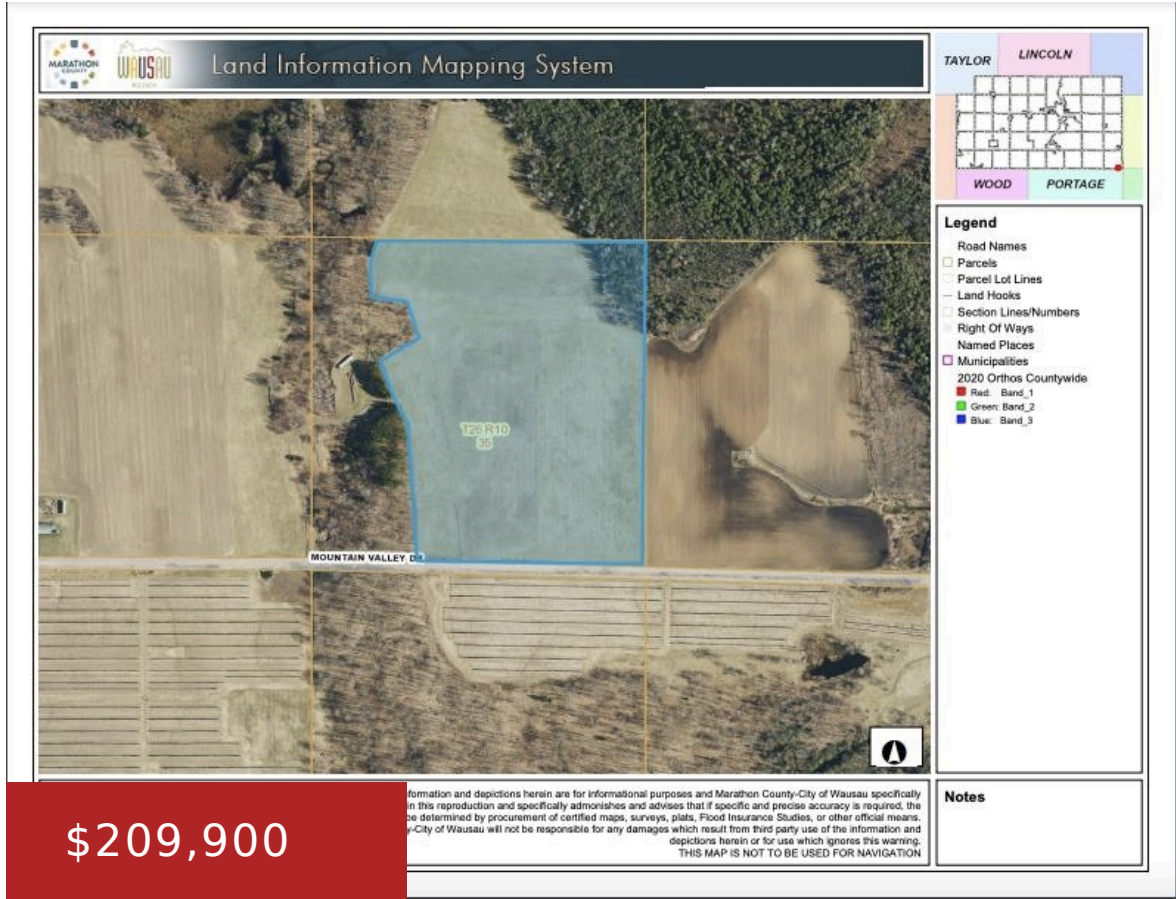 MARATHON
COUNTY
WAUSAU
Land Information Mapping System
TAYLOR
LINCOLN
WOOD
PORTAGE
T26 R10
35
MOUNTAIN VALLEY
Legend
Road Names
Parcels
Parcel Lot Lines
Land Hooks
Section Lines/Numbers
Right Of Ways
Named Places
Municipalities
2020 Orthos Countywide
Red: Band_1
Green: Band_2
Blue: Band_3
formation and depictions herein are for informational purposes and Marathon County-City of Wausau specifically
in this reproduction and specifically admonishes and advises that if specific and precise accuracy is required, the
be determined by procurement of certified maps, surveys, plats, Flood Insurance Studies, or other official means.
y-City of Wausau will not be responsible for any damages which result from third party use of the information and
depictions herein or for use which ignores this warning.
THIS MAP IS NOT TO BE USED FOR NAVIGATION
Notes
$209,900